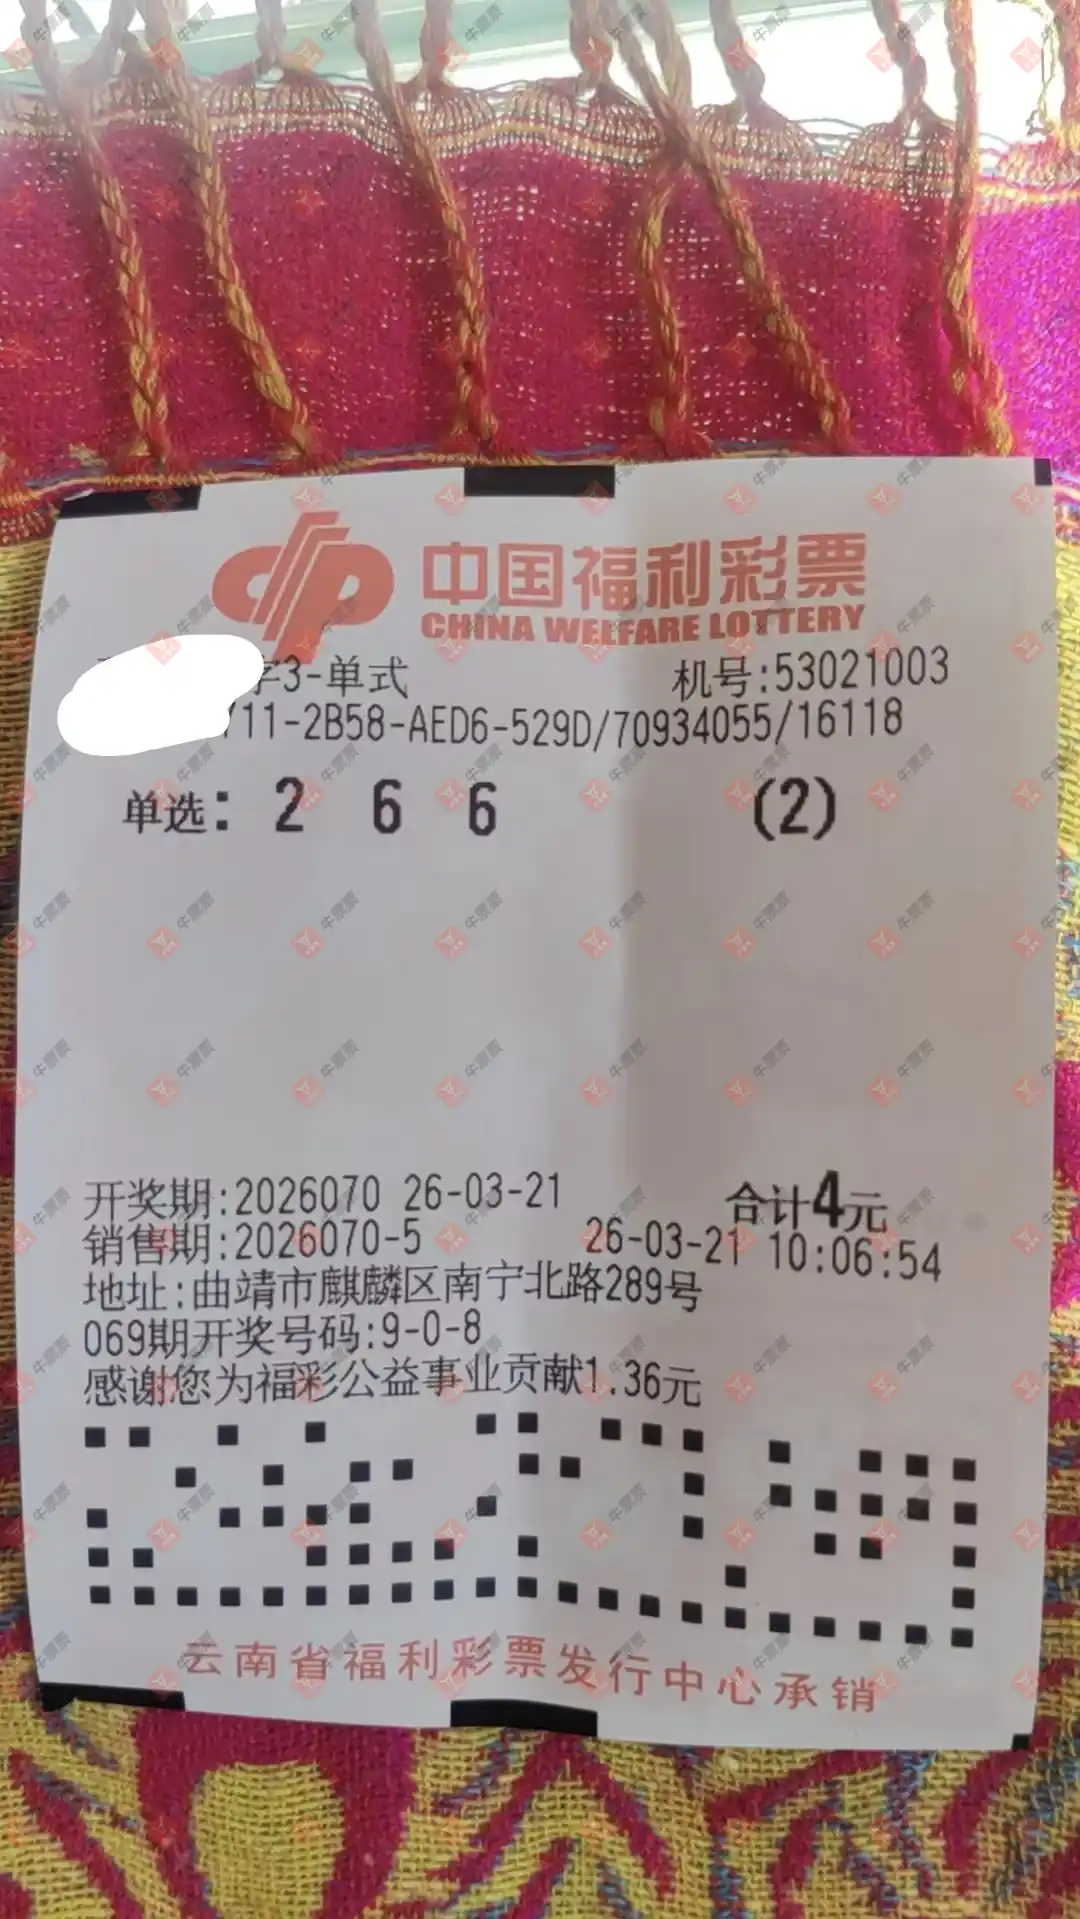 中国福利彩票
CHINA WELFARE LOTTERY
字3-单式 机号:53021003
11-2B58-AED6-529D/70934055/16118
单选: 2 6 6 (2)
开奖期:2026070 26-03-21 合计4元
销售期:2026070-5 26-03-21 10:06:54
地址:曲靖市麒麟区南宁北路289号
069期开奖号码:9-0-8
感谢您为福彩公益事业贡献1.36元
云南省福利彩票发行中心承销
牛票票